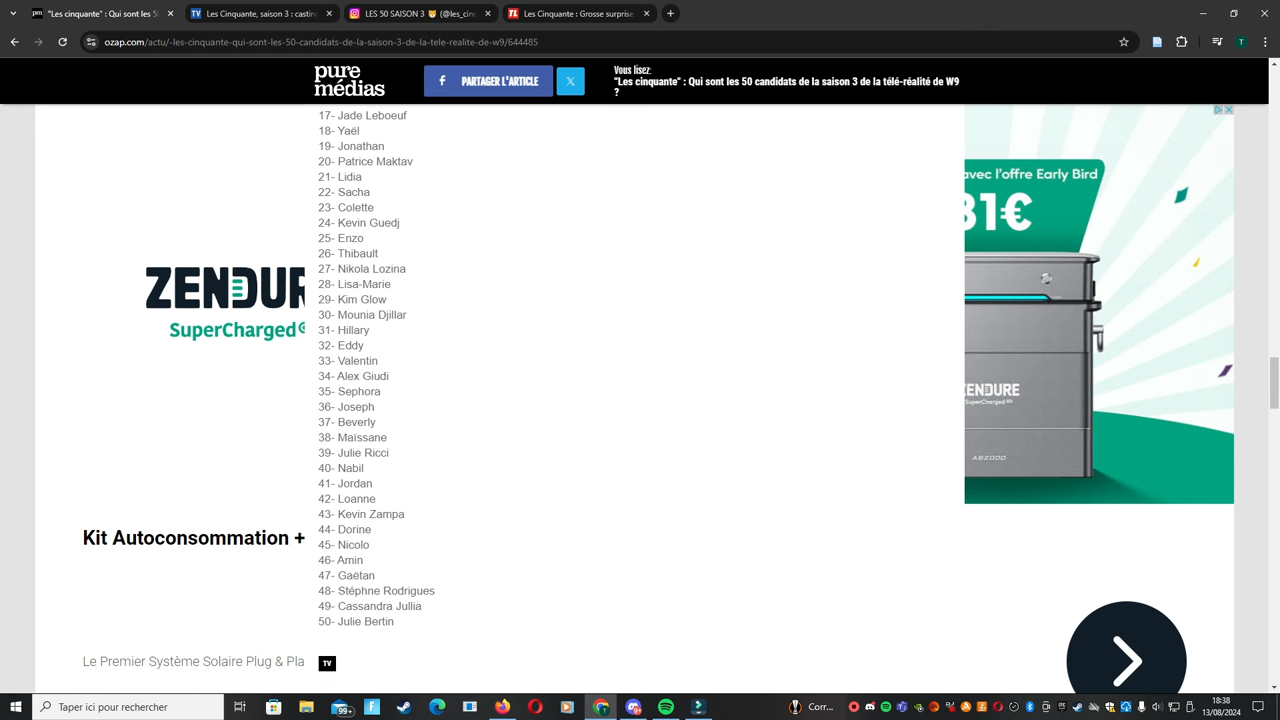 "Les cinquante" : Qui sont les 50
Les Cinquante, saison 3 : castin
LES 50 SAISON 3 🦁 (@les_cinc
Les Cinquante : Grosse surprise
ozap.com/actu/-les-cinquante-qui-sont-les-50-candidats-de-la-saison-3-de-la-tele-realite-de-w9/644485
pure
médias
PARTAGER L'ARTICLE
Vous lisez:
"Les cinquante" : Qui sont les 50 candidats de la saison 3 de la télé-réalité de W9
?
17- Jade Leboeuf
18- Yaël
19- Jonathan
20- Patrice Maktav
21- Lidia
22- Sacha
23- Colette
24- Kevin Guedj
25- Enzo
26- Thibault
27- Nikola Lozina
28- Lisa-Marie
29- Kim Glow
30- Mounia Djillar
31- Hillary
32- Eddy
33- Valentin
34- Alex Giudi
35- Sephora
36- Joseph
37- Beverly
38- Maïssane
39- Julie Ricci
40- Nabil
41- Jordan
42- Loanne
43- Kevin Zampa
44- Dorine
45- Nicolo
46- Amin
47- Gaëtan
48- Stéphne Rodrigues
49- Cassandra Jullia
50- Julie Bertin
TV
ZENDUR
SuperCharged
Kit Autoconsommation +
Le Premier Système Solaire Plug & Pla
avec l'offre Early Bird
31€
ZENDURE
SuperCharged
AB2000
Taper ici pour rechercher
99+
Corr...
18:38
13/08/2024